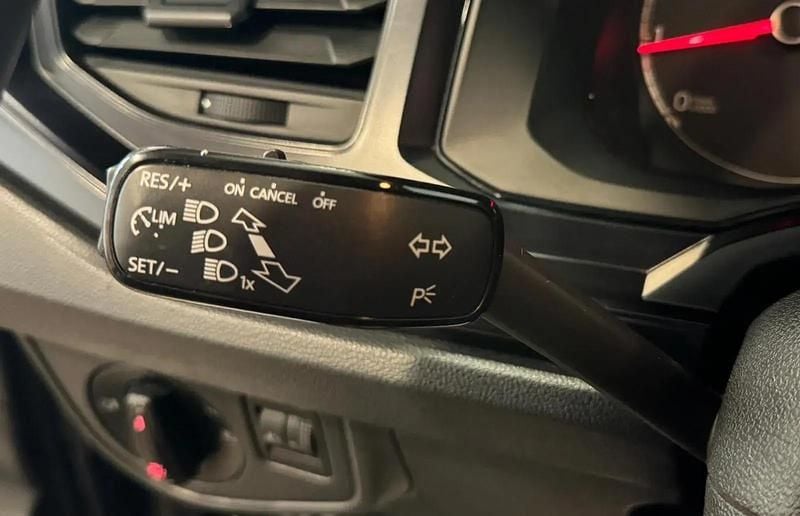 RES/+
ON CANCEL OFF
LIM
SET/-
1x
P